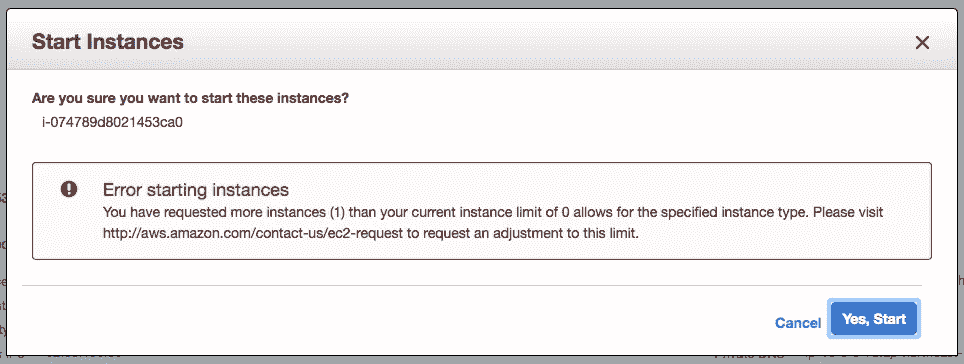 Start Instances
Are you sure you want to start these instances?
i-074789d8021453ca0
Error starting instances
You have requested more instances (1) than your current instance limit of 0 allows for the specified instance type. Please visit
http://aws.amazon.com/contact-us/ec2-request to request an adjustment to this limit.
Cancel
Yes, Start